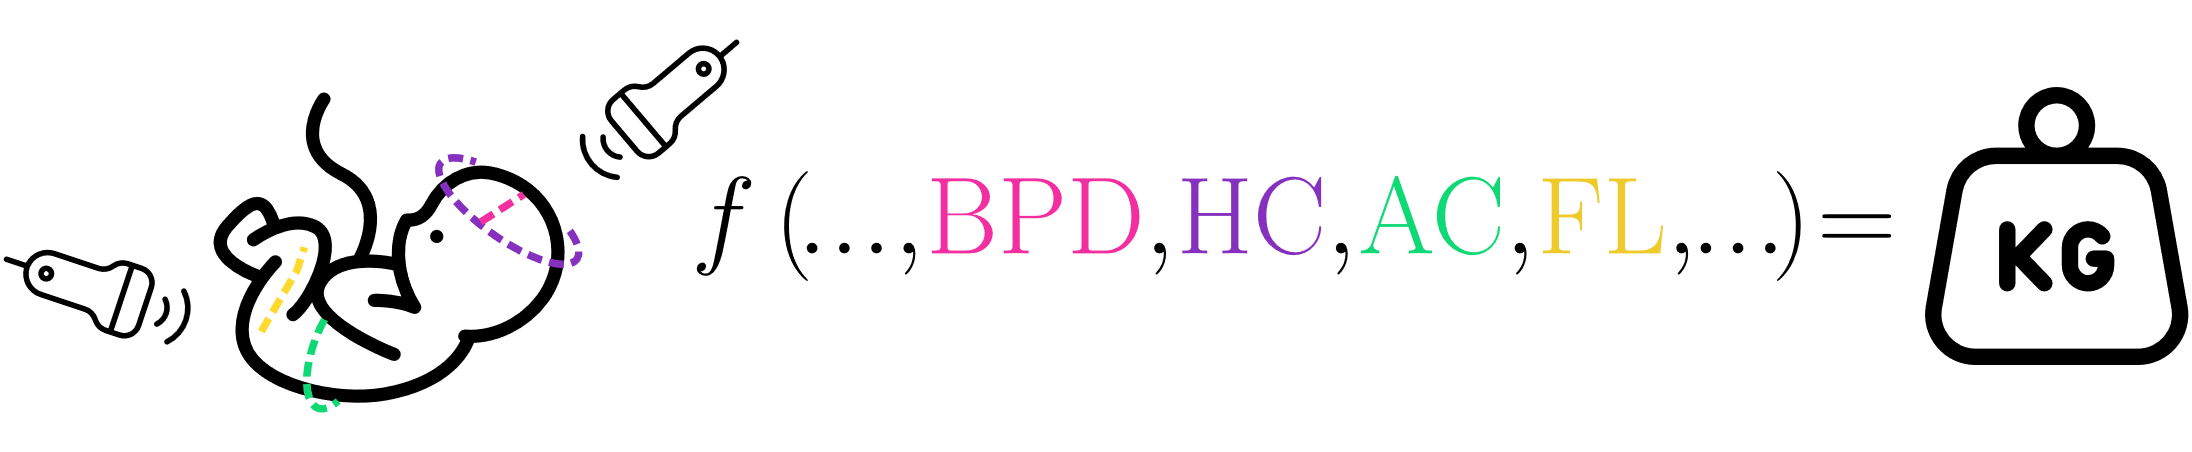 f (..., BPD, HC, AC, FL, ...) = KG